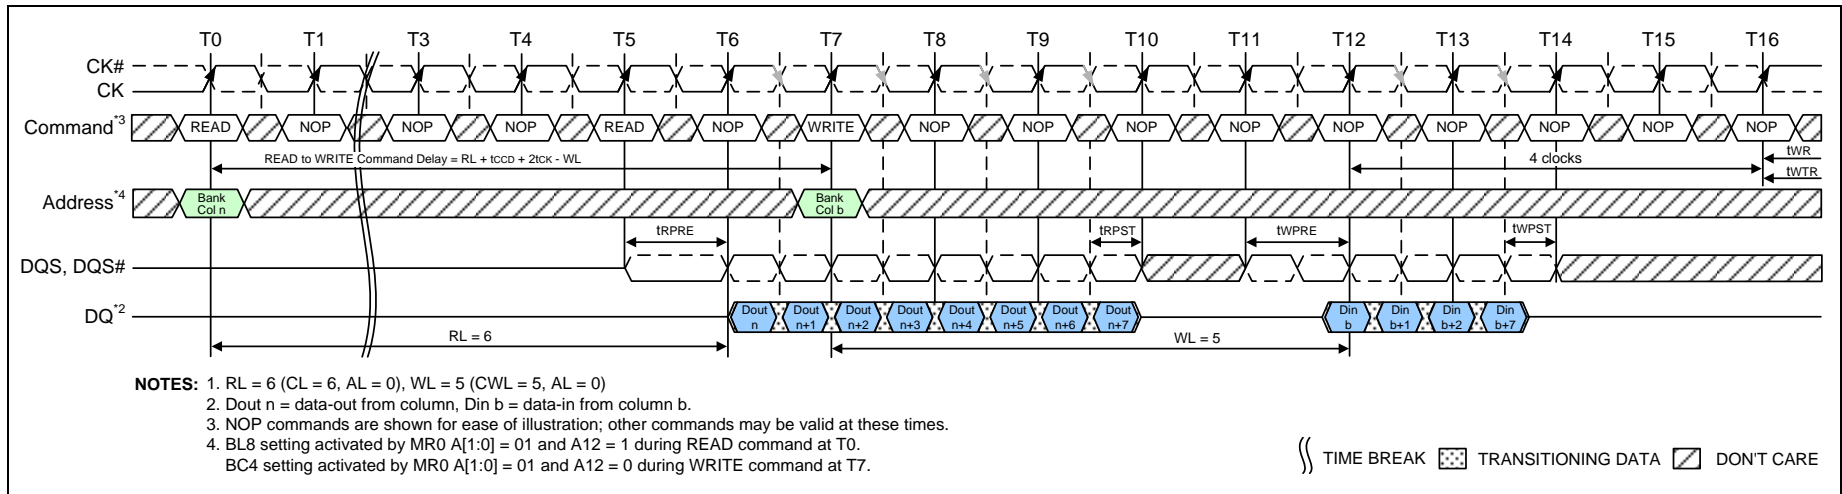 T0 T1 T3 T4 T5 T6 T7 T8 T9 T10 T11 T12 T13 T14 T15 T16
CK#
CK
Command*3 READ NOP NOP NOP READ NOP WRITE NOP NOP NOP NOP NOP NOP NOP NOP NOP
READ to WRITE Command Delay = RL + tCCD + 2tCK - WL
4 clocks
tWR
tWTR
Address*4
Bank Col n
Bank Col b
tRPRE tRPST tWPRE tWPST
DQS, DQS#
DQ*2
Dout n
Dout n+1
Dout n+2
Dout n+3
Dout n+4
Dout n+5
Dout n+6
Dout n+7
Din b
Din b+1
Din b+2
Din b+7
RL = 6
WL = 5
NOTES: 1. RL = 6 (CL = 6, AL = 0), WL = 5 (CWL = 5, AL = 0)
2. Dout n = data-out from column, Din b = data-in from column b.
3. NOP commands are shown for ease of illustration; other commands may be valid at these times.
4. BL8 setting activated by MR0 A[1:0] = 01 and A12 = 1 during READ command at T0.
BC4 setting activated by MR0 A[1:0] = 01 and A12 = 0 during WRITE command at T7.
TIME BREAK TRANSITIONING DATA DON'T CARE